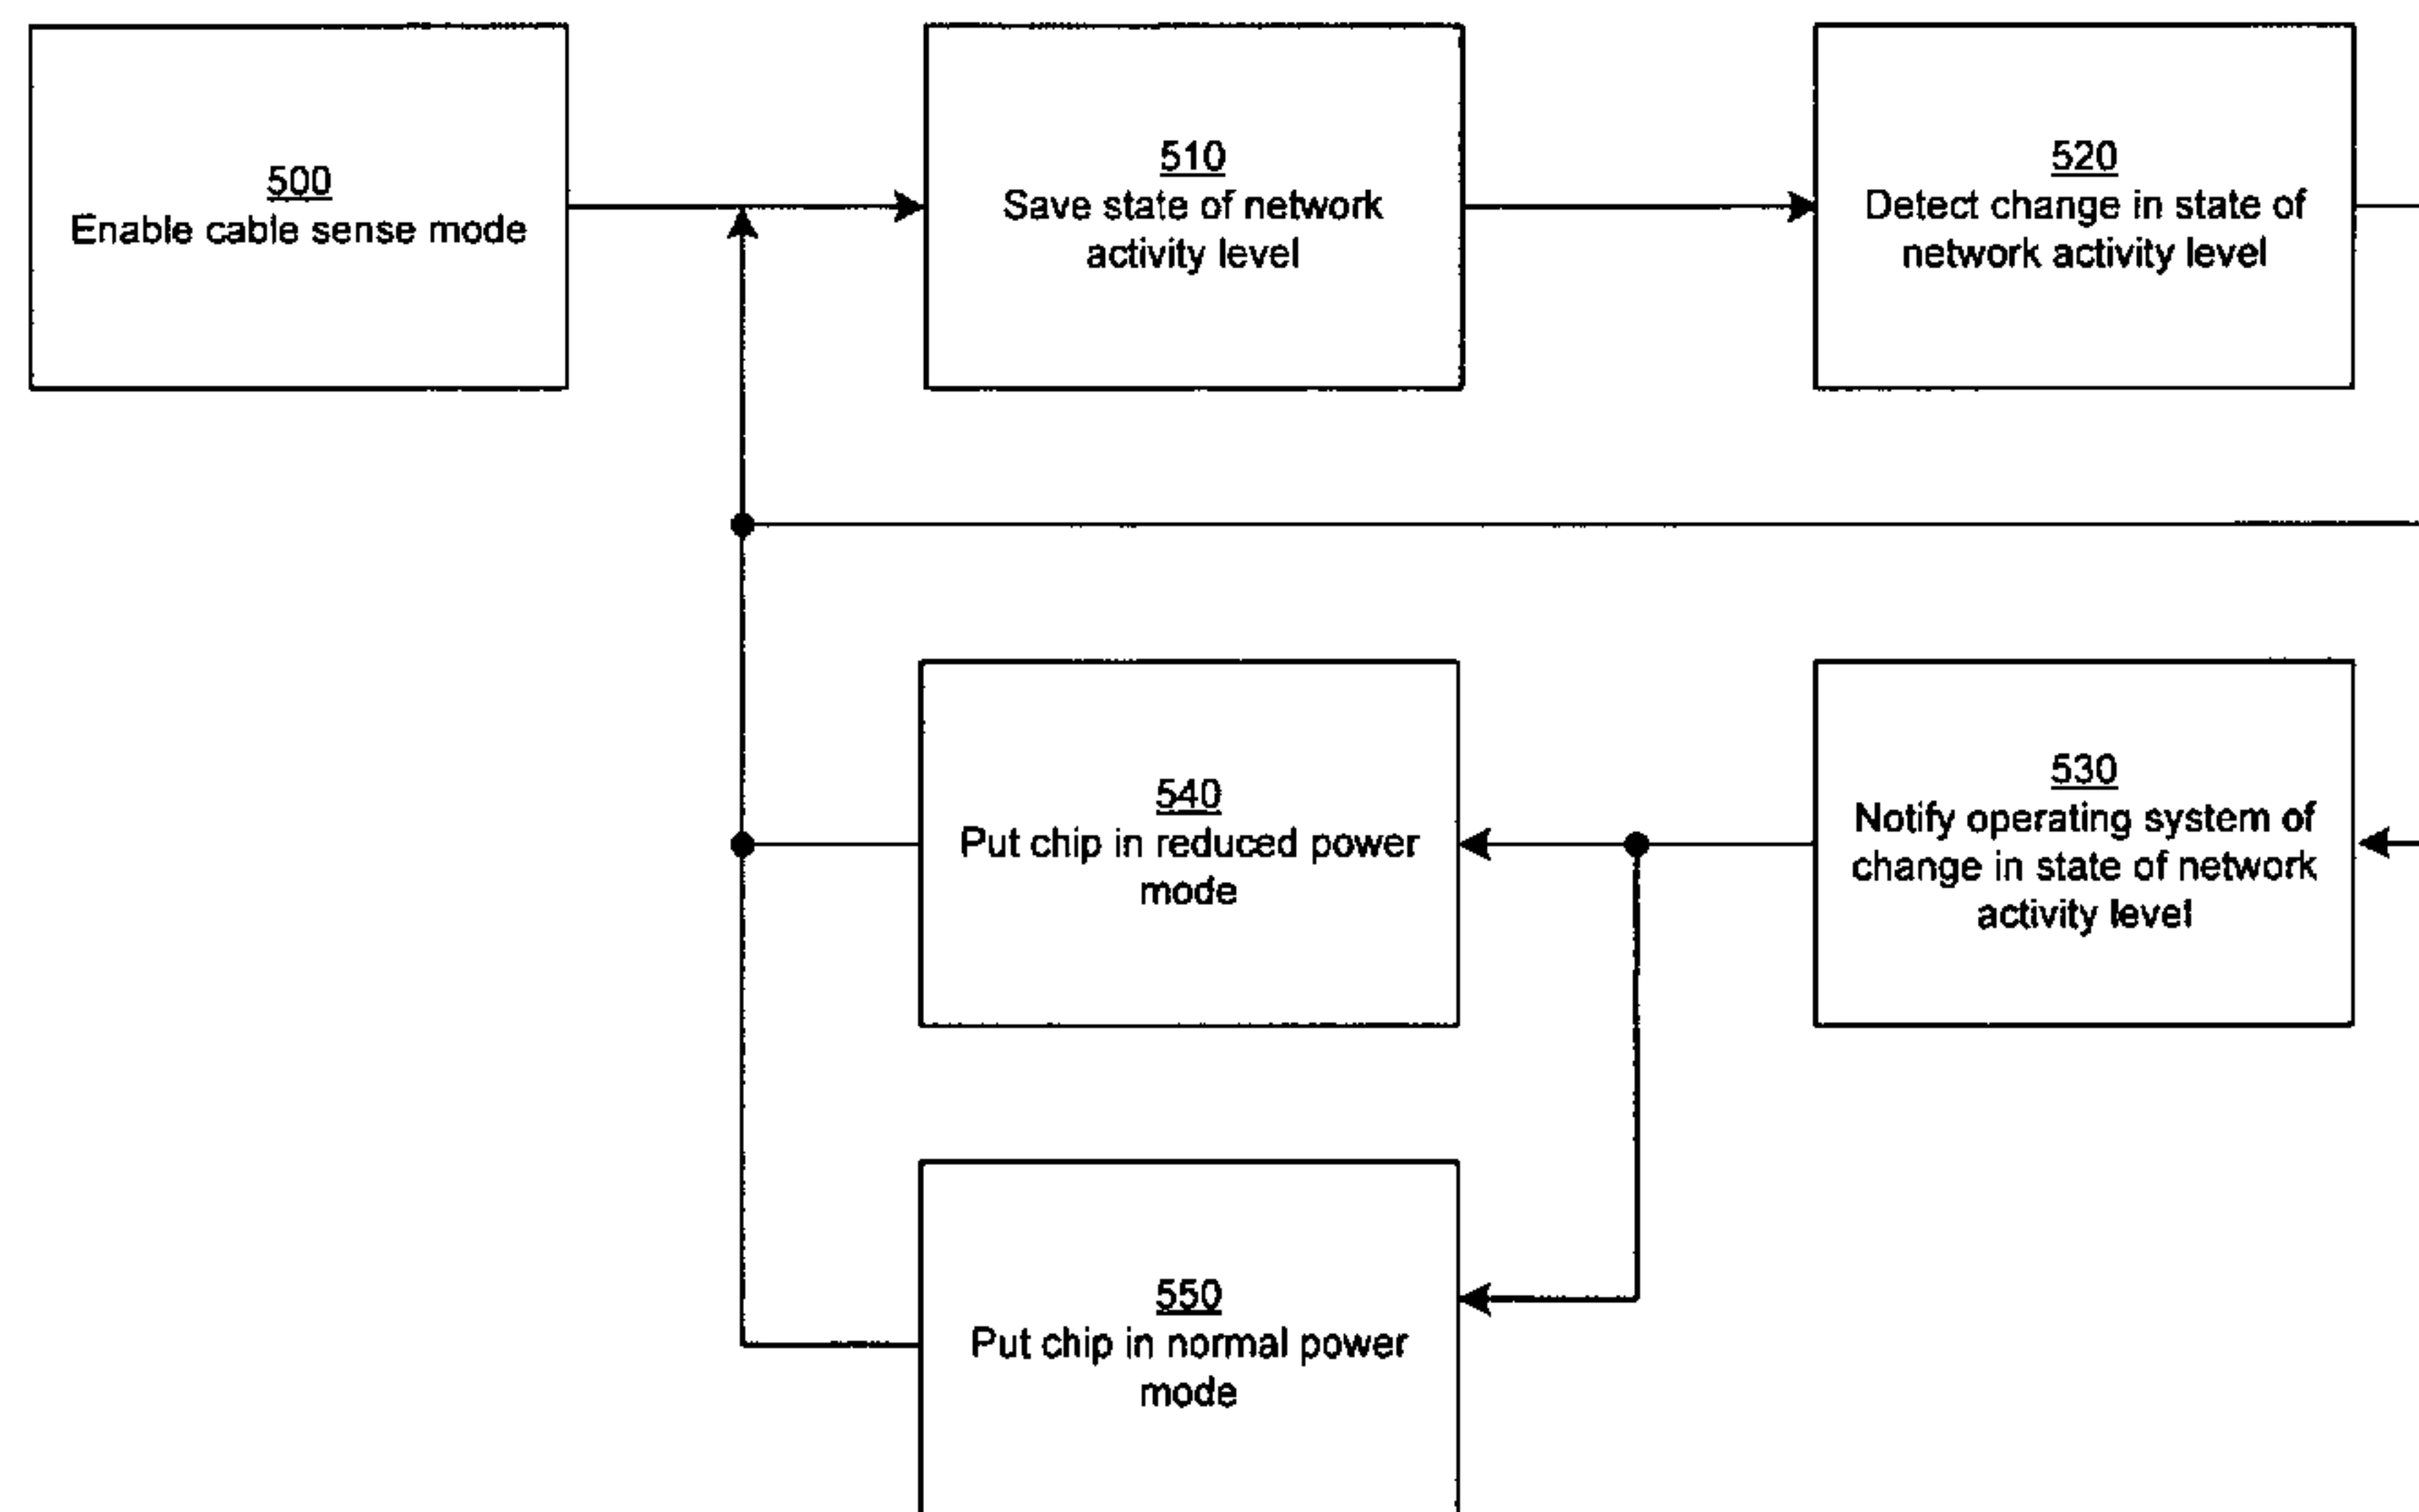 500
Enable cable sense mode
510
Save state of network
activity level
520
Detect change in state of
network activity level
530
Notify operating system of
change in state of network
activity level
540
Put chip in reduced power
mode
550
Put chip in normal power
mode